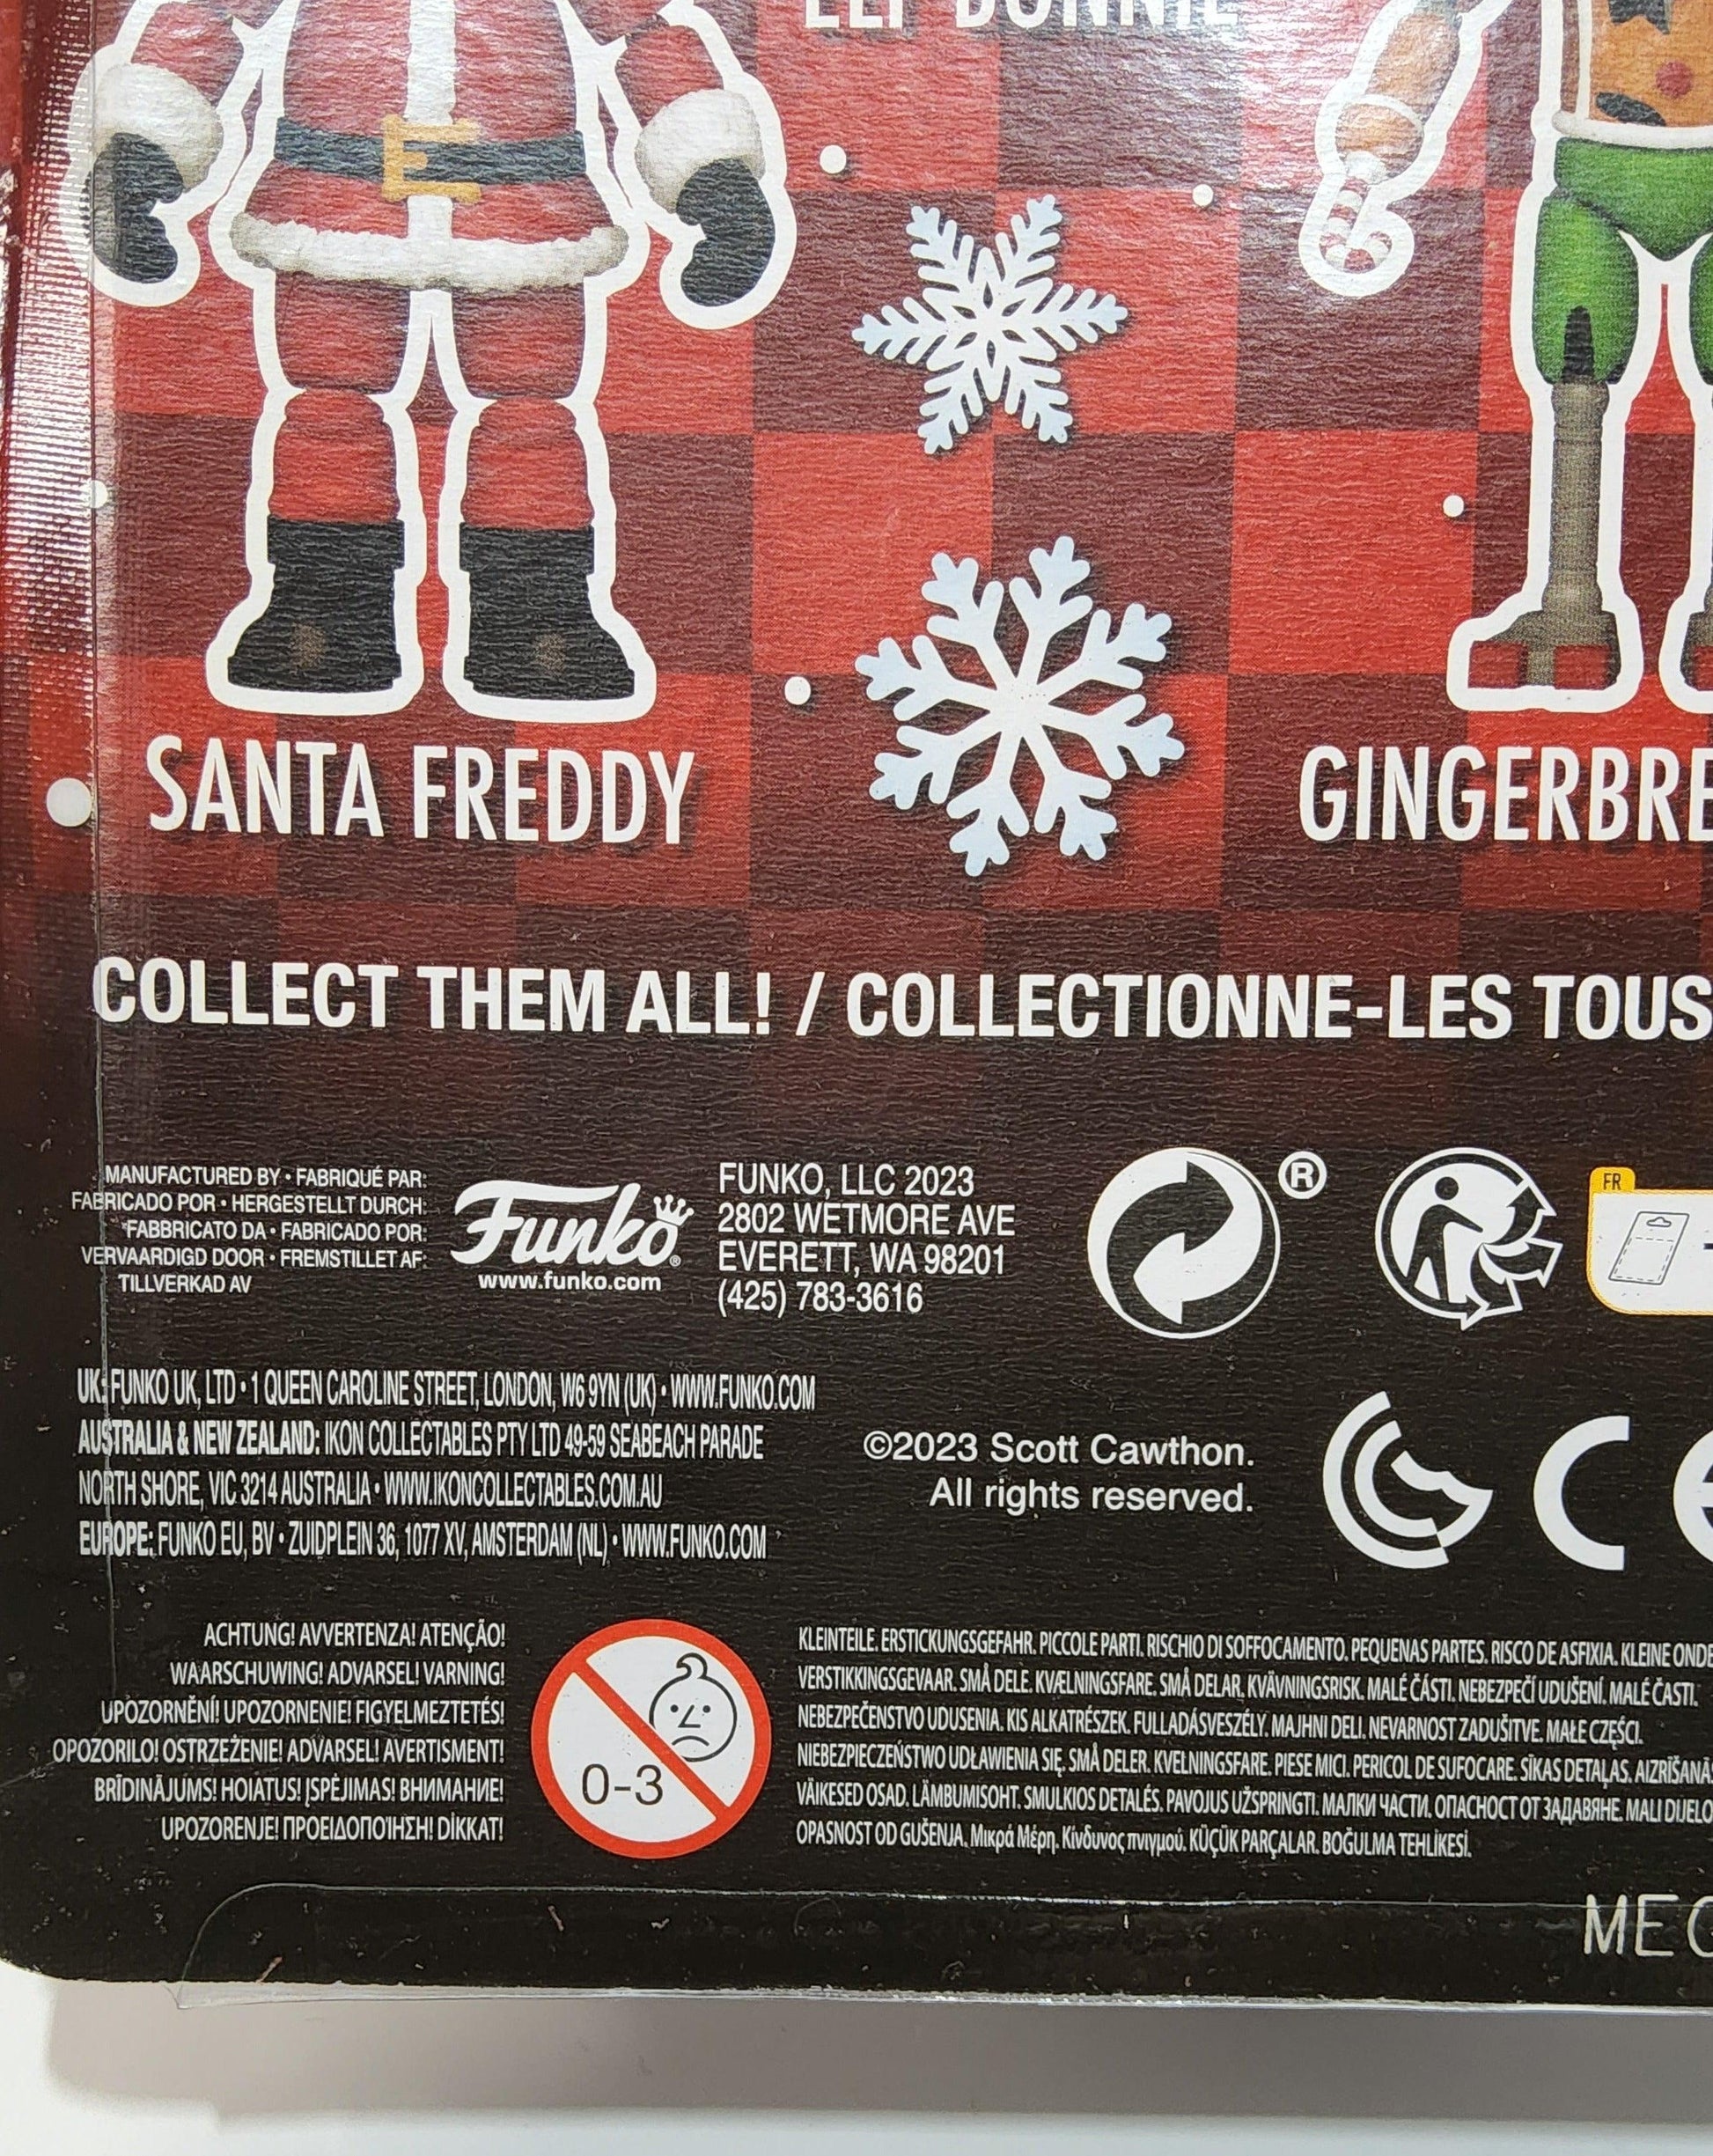 ELF BONNIE
SANTA FREDDY
GINGERBRE
COLLECT THEM ALL! / COLLECTIONNE-LES TOUS
MANUFACTURED BY • FABRIQUÉ PAR:
FABRICADO POR • HERGESTELLT DURCH:
FABBRICATO DA • FABRICADO POR:
VERVAARDIGD DOOR • FREMSTILLET AF:
TILLVERKAD AV
Funko®
www.funko.com
FUNKO, LLC 2023
2802 WETMORE AVE
EVERETT, WA 98201
(425) 783-3616
®
FR
UK: FUNKO UK, LTD • 1 QUEEN CAROLINE STREET, LONDON, W6 9YN (UK) • WWW.FUNKO.COM
AUSTRALIA & NEW ZEALAND: IKON COLLECTABLES PTY LTD 49-59 SEABEACH PARADE
NORTH SHORE, VIC 3214 AUSTRALIA • WWW.IKONCOLLECTABLES.COM.AU
EUROPE: FUNKO EU, BV • ZUIDPLEIN 36, 1077 XV, AMSTERDAM (NL) • WWW.FUNKO.COM
©2023 Scott Cawthon.
All rights reserved.
CE
ACHTUNG! AVVERTENZA! ATENÇÃO!
WAARSCHUWING! ADVARSEL! VARNING!
UPOZORNĚNÍ! UPOZORNENIE! FIGYELMEZTETÉS!
OPOZORILO! OSTRZEŻENIE! ADVARSEL! AVERTISMENT!
BRĪDINĀJUMS! HOIATUS! ĮSPĖJIMAS! ВНИМАНИЕ!
UPOZORENJE! ΠΡΟΕΙΔΟΠΟΊΗΣΗ! DİKKAT!
0-3
KLEINTEILE. ERSTICKUNGSGEFAHR. PICCOLE PARTI. RISCHIO DI SOFFOCAMENTO. PEQUENAS PARTES. RISCO DE ASFIXIA. KLEINE ONDE
VERSTIKKINGSGEVAAR. SMÅ DELE. KVÆLNINGSFARE. SMÅ DELAR. KVÄVNINGSRISK. MALÉ ČÁSTI. NEBEZPEČÍ UDUŠENÍ. MALÉ ČASTI.
NEBEZPEČENSTVO UDUSENIA. KIS ALKATRÉSZEK. FULLADÁSVESZÉLY. MAJHNI DELI. NEVARNOST ZADUŠITVE. MAŁE CZĘŚCI.
NIEBEZPIECZEŃSTWO UDŁAWIENIA SIĘ. SMÅ DELER. KVELNINGSFARE. PIESE MICI. PERICOL DE SUFOCARE. SĪKAS DETAĻAS. AIZRĪŠANĀS
VÄIKESED OSAD. LÄMBUMISOHT. SMULKIOS DETALĖS. PAVOJUS UŽSPRINGTI. МАЛКИ ЧАСТИ. ОПАСНОСТ ОТ ЗАДАВЯНЕ. MALI DIJELO
OPASNOST OD GUŠENJA. Μικρά Μέρη. Κίνδυνος πνιγμού. KÜÇÜK PARÇALAR. BOĞULMA TEHLİKESİ.